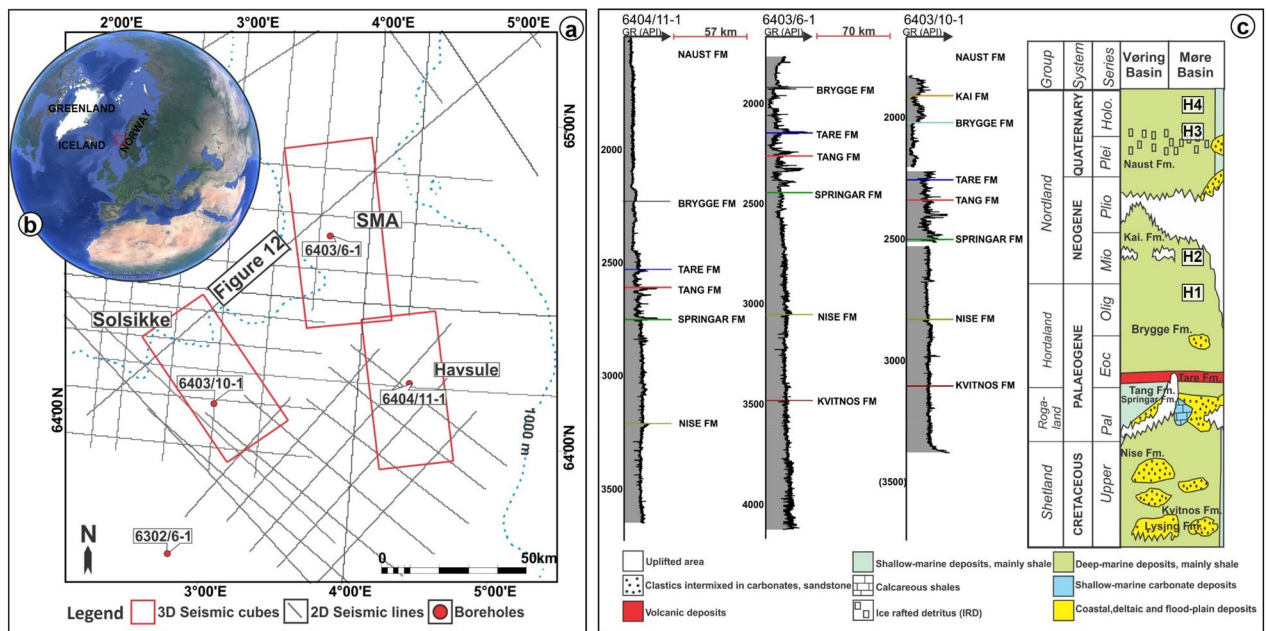 2°00'E 3°00'E 4°00'E 5°00'E
a
GREENLAND
ICELAND
NORWAY
b
65°00'N
SMA
6403/6-1
Figure 12
Solsikke
6403/10-1
Havsule
6404/11-1
64°00'N
1000 m
64°00'N
N
6302/6-1
0 50km
3°00'E 4°00'E 5°00'E
Legend 3D Seismic cubes 2D Seismic lines Boreholes
c
6404/11-1
GR (API)
57 km
6403/6-1
GR (API)
70 km
6403/10-1
GR (API)
NAUST FM
2000
BRYGGE FM
2500
TARE FM
TANG FM
SPRINGAR FM
3000
NISE FM
3500
BRYGGE FM
2000
TARE FM
TANG FM
SPRINGAR FM
2500
3000
NISE FM
3500
KVITNOS FM
4000
NAUST FM
KAI FM
2000
BRYGGE FM
TARE FM
TANG FM
SPRINGAR FM
2500
NISE FM
3000
KVITNOS FM
(3500)
Group System Series Vøring Basin Møre Basin
Nordland
Hordaland
Roga-
land
Shetland
QUATERNARY
NEOGENE
PALAEOGENE
CRETACEOUS
Holo.
Plei
Plio
Mio
Olig
Eoc
Pal
Upper
H4
H3
Naust Fm.
Kai. Fm.
H2
H1
Brygge Fm.
Tare Fm.
Tang Fm.
Springar Fm.
Nise Fm.
Kvitnos Fm.
Lysing Fm.
Uplifted area
Clastics intermixed in carbonates, sandstone
Volcanic deposits
Shallow-marine deposits, mainly shale
Calcareous shales
Ice rafted detritus (IRD)
Deep-marine deposits, mainly shale
Shallow-marine carbonate deposits
Coastal,deltaic and flood-plain deposits